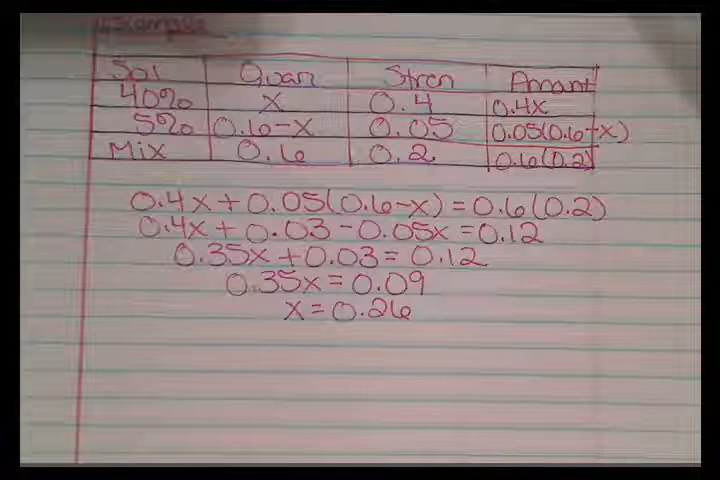 Example
Sol Quan Stren Amant
40% x 0.4 0.4x
5% 0.6-x 0.05 0.05(0.6-x)
Mix 0.6 0.2 0.6(0.2)
0.4x + 0.05(0.6-x) = 0.6(0.2)
0.4x + 0.03 - 0.05x = 0.12
0.35x + 0.03 = 0.12
0.35x = 0.09
x = 0.26